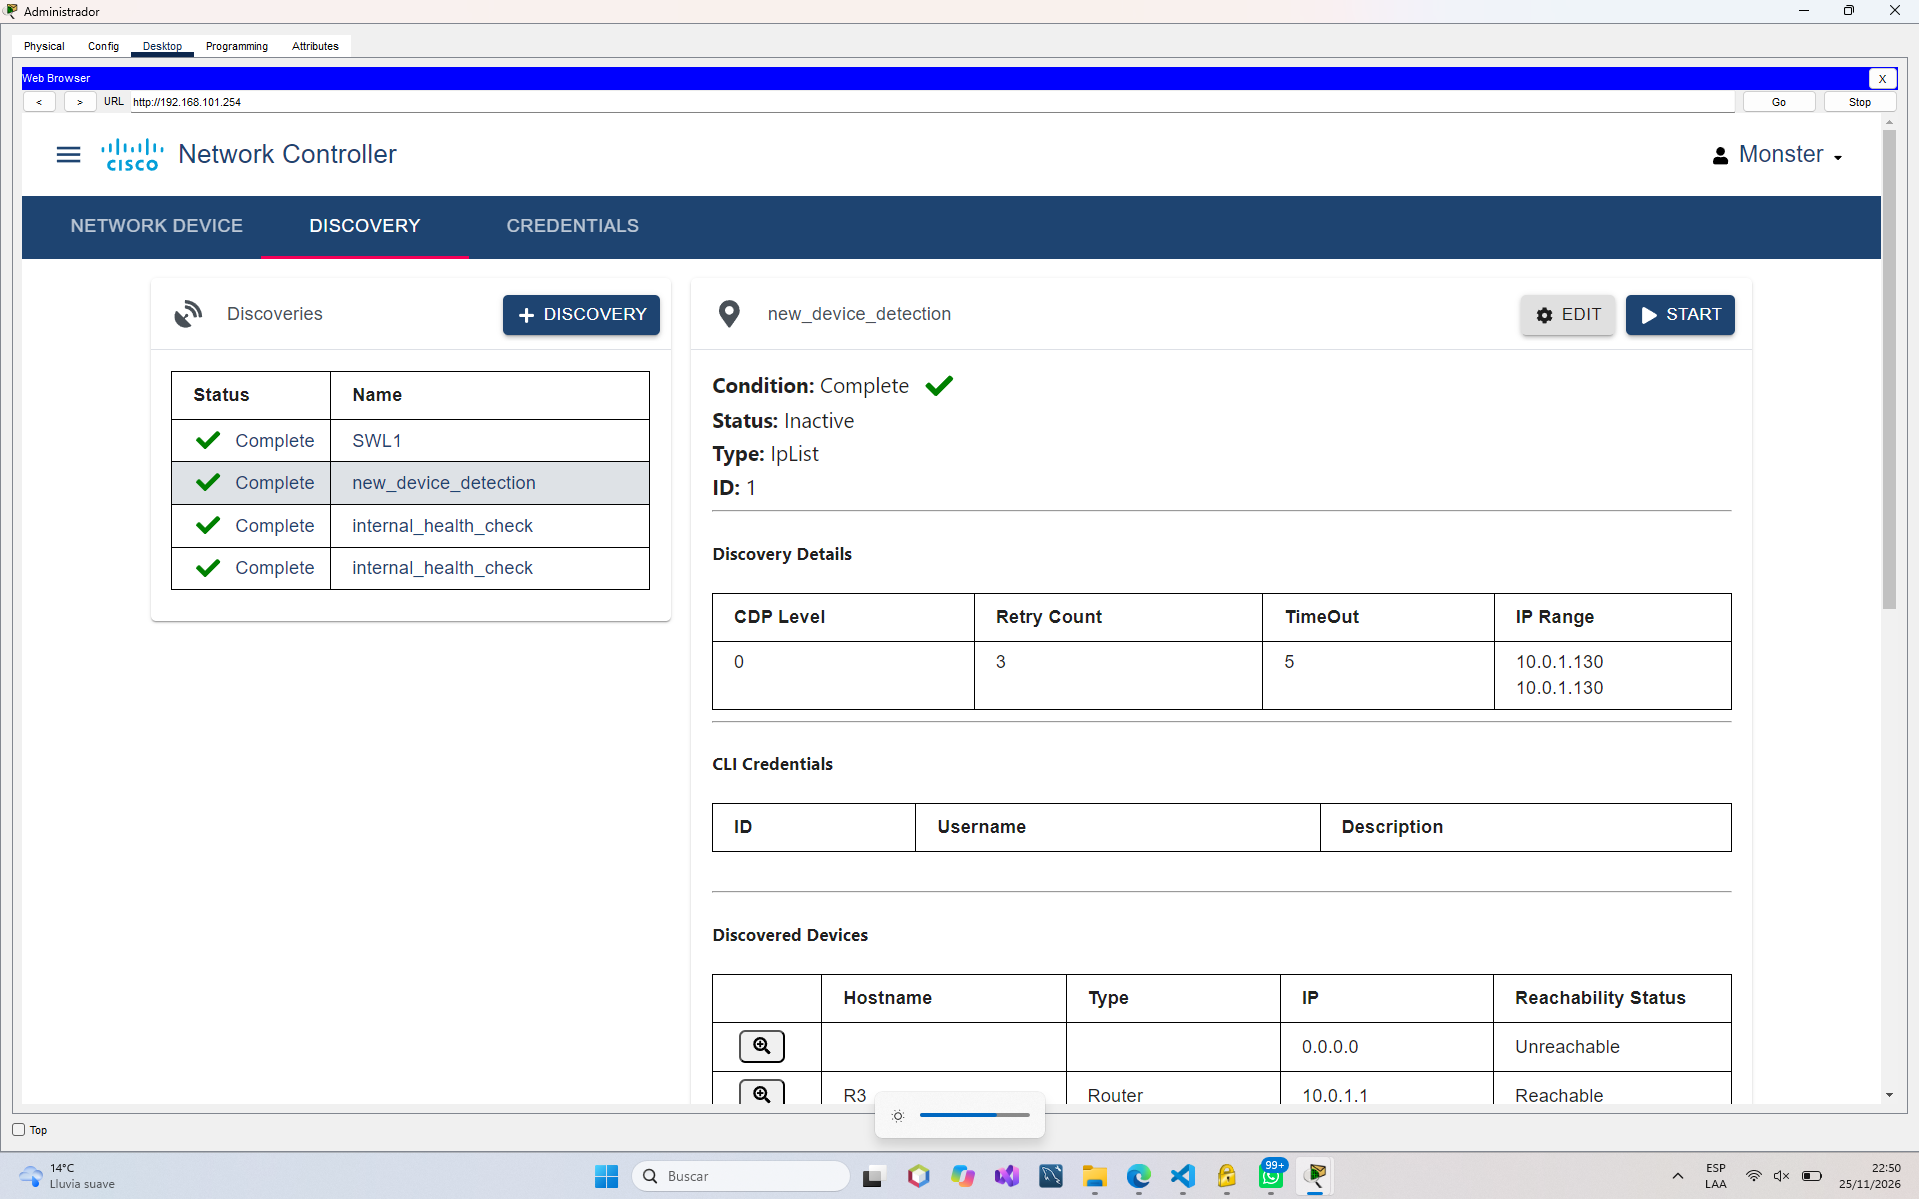 Administrador
Physical Config Desktop Programming Attributes
Web Browser X
< > URL http://192.168.101.254 Go Stop
CISCO Network Controller Monster
NETWORK DEVICE DISCOVERY CREDENTIALS
Discoveries + DISCOVERY
Status Name
Complete SWL1
Complete new_device_detection
Complete internal_health_check
Complete internal_health_check
new_device_detection EDIT START
Condition: Complete
Status: Inactive
Type: IpList
ID: 1
Discovery Details
CDP Level Retry Count TimeOut IP Range
0 3 5 10.0.1.130
10.0.1.130
CLI Credentials
ID Username Description
Discovered Devices
Hostname Type IP Reachability Status
0.0.0.0 Unreachable
R3 Router 10.0.1.1 Reachable
Top
14°C
Lluvia suave
Buscar
99+
ESP
LAA
22:50
25/11/2026